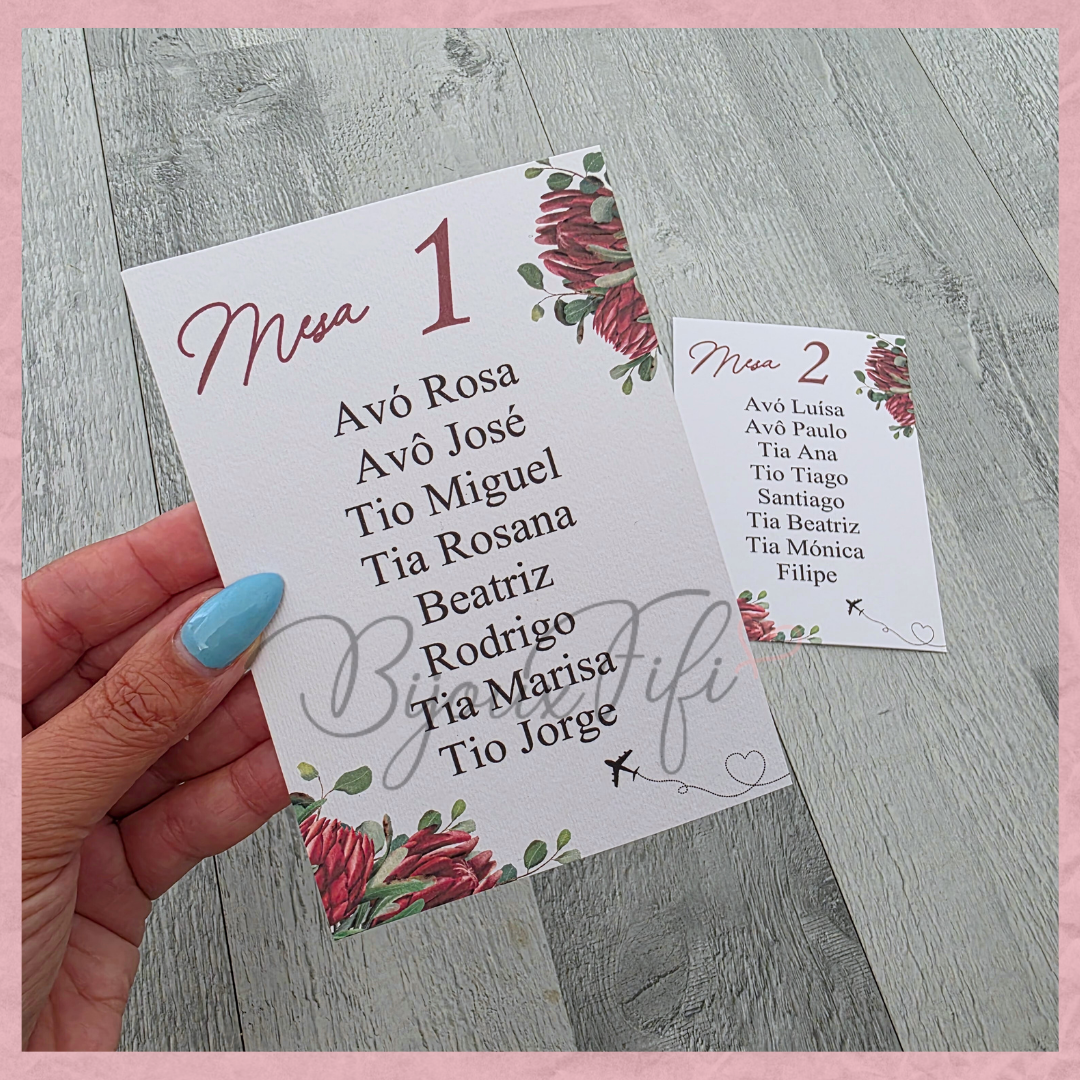 Mesa 1
Avó Rosa
Avô José
Tio Miguel
Tia Rosana
Beatriz
Rodrigo
Tia Marisa
Tio Jorge
Mesa 2
Avó Luísa
Avô Paulo
Tia Ana
Tio Tiago
Santiago
Tia Beatriz
Tia Mónica
Filipe
BijouxFifi